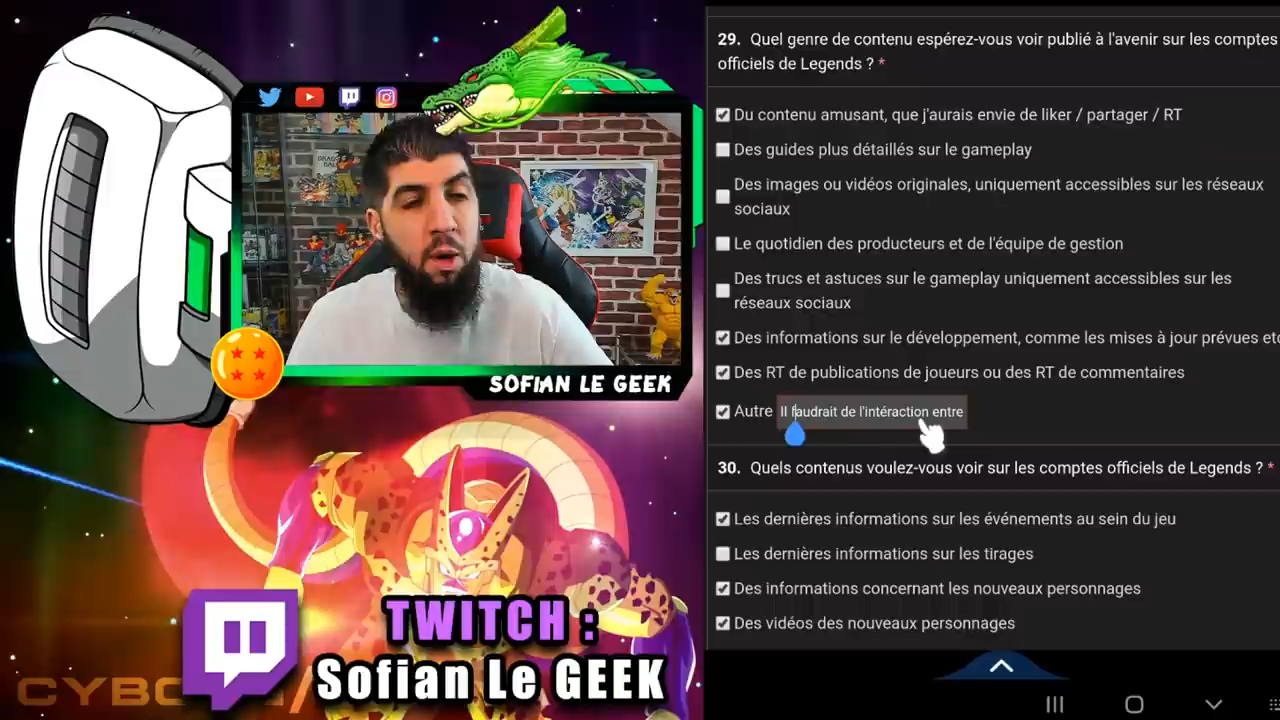 29. Quel genre de contenu espérez-vous voir publié à l'avenir sur les comptes
officiels de Legends ? *
Du contenu amusant, que j'aurais envie de liker / partager / RT
Des guides plus détaillés sur le gameplay
Des images ou vidéos originales, uniquement accessibles sur les réseaux
sociaux
Le quotidien des producteurs et de l'équipe de gestion
Des trucs et astuces sur le gameplay uniquement accessibles sur les
réseaux sociaux
Des informations sur le développement, comme les mises à jour prévues etc
Des RT de publications de joueurs ou des RT de commentaires
Autre Il faudrait de l'intéraction entre
30. Quels contenus voulez-vous voir sur les comptes officiels de Legends ? *
Les dernières informations sur les événements au sein du jeu
Les dernières informations sur les tirages
Des informations concernant les nouveaux personnages
Des vidéos des nouveaux personnages
DRAGON
SOFIAN LE GEEK
TWITCH :
Sofian Le GEEK